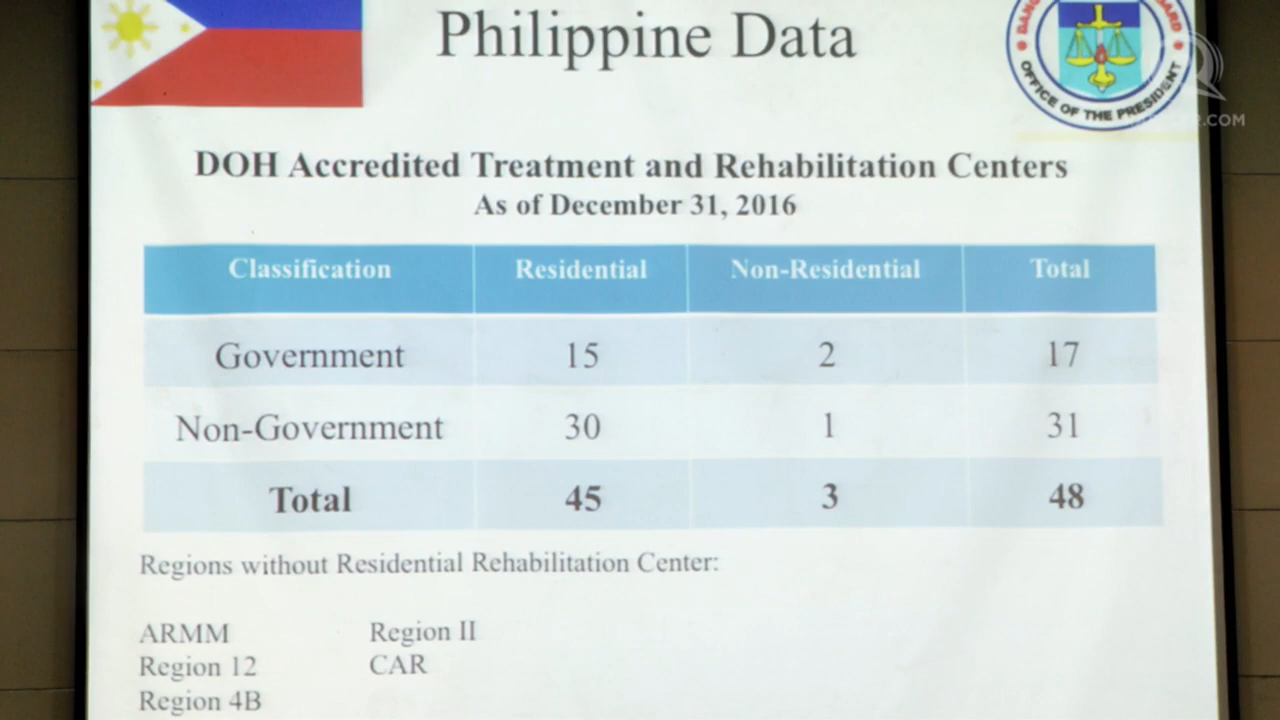 Philippine Data
OFFICE OF THE PRESIDENT
DOH Accredited Treatment and Rehabilitation Centers
As of December 31, 2016
Classification Residential Non-Residential Total
Government 15 2 17
Non-Government 30 1 31
Total 45 3 48
Regions without Residential Rehabilitation Center:
ARMM Region II
Region 12 CAR
Region 4B